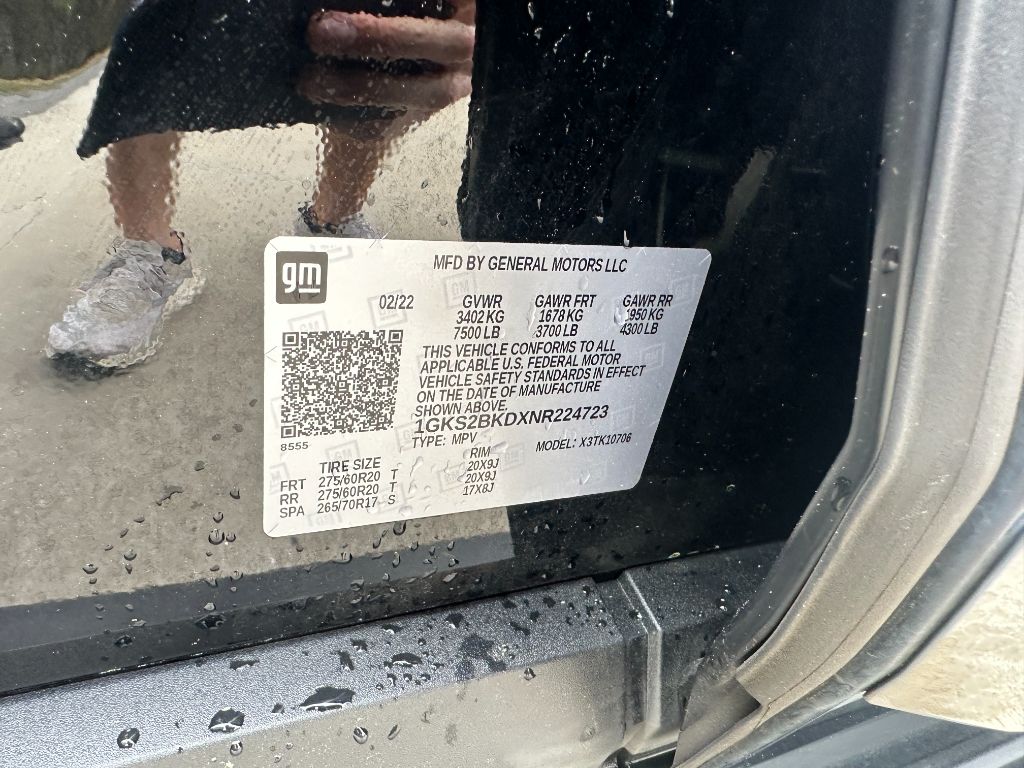 gm
MFD BY GENERAL MOTORS LLC
02/22 GVWR GAWR FRT GAWR RR
3402 KG 1678 KG 1950 KG
7500 LB 3700 LB 4300 LB
THIS VEHICLE CONFORMS TO ALL
APPLICABLE U.S. FEDERAL MOTOR
VEHICLE SAFETY STANDARDS IN EFFECT
ON THE DATE OF MANUFACTURE
SHOWN ABOVE
1GKS2BKDXNR224723
8555 TYPE: MPV MODEL: X3TK10706
TIRE SIZE RIM
FRT 275/60R20 T 20X9J
RR 275/60R20 T 20X9J
SPA 265/70R17 S 17X8J